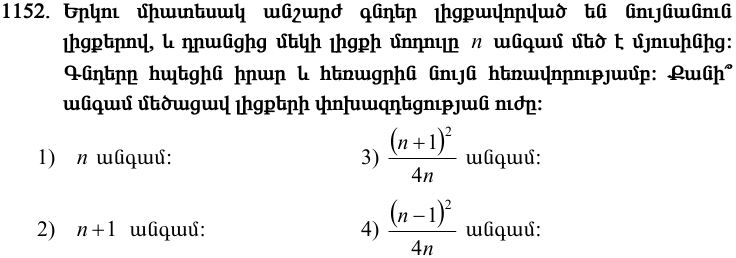 1152. Երկու միատեսակ անշարժ գնդեր լիցքավորված են նույնանուն
լիցքերով, և դրանցից մեկի լիցքի մոդուլը n անգամ մեծ է մյուսինից:
Գնդերը հպեցին իրար և հեռացրին նույն հեռավորությամբ: Քանի՞
անգամ մեծացավ լիցքերի փոխազդեցության ուժը:
1) n անգամ:
3) (n+1)²/4n անգամ:
2) n+1 անգամ:
4) (n−1)²/4n անգամ: